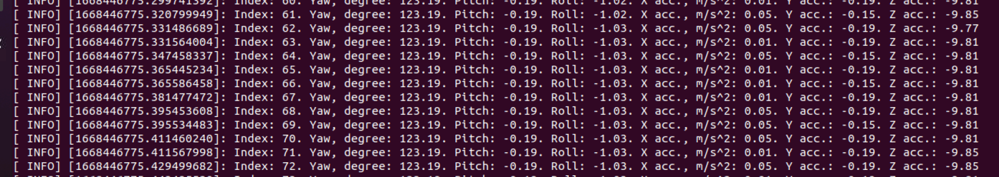 [ INFO] [1668446775.299741392]: Index: 60. Yaw, degree: 123.19. Pitch: -0.19. Roll: -1.02. X acc., m/s^2: 0.01. Y acc.: -0.19. Z acc.: -9.81
[ INFO] [1668446775.320799949]: Index: 61. Yaw, degree: 123.19. Pitch: -0.19. Roll: -1.02. X acc., m/s^2: 0.05. Y acc.: -0.15. Z acc.: -9.85
[ INFO] [1668446775.331486689]: Index: 62. Yaw, degree: 123.19. Pitch: -0.19. Roll: -1.03. X acc., m/s^2: 0.05. Y acc.: -0.19. Z acc.: -9.77
[ INFO] [1668446775.331564004]: Index: 63. Yaw, degree: 123.19. Pitch: -0.19. Roll: -1.03. X acc., m/s^2: 0.01. Y acc.: -0.19. Z acc.: -9.81
[ INFO] [1668446775.347458337]: Index: 64. Yaw, degree: 123.19. Pitch: -0.19. Roll: -1.03. X acc., m/s^2: 0.05. Y acc.: -0.15. Z acc.: -9.81
[ INFO] [1668446775.365445234]: Index: 65. Yaw, degree: 123.19. Pitch: -0.19. Roll: -1.03. X acc., m/s^2: 0.01. Y acc.: -0.19. Z acc.: -9.81
[ INFO] [1668446775.365586458]: Index: 66. Yaw, degree: 123.19. Pitch: -0.19. Roll: -1.03. X acc., m/s^2: 0.01. Y acc.: -0.15. Z acc.: -9.81
[ INFO] [1668446775.381477472]: Index: 67. Yaw, degree: 123.19. Pitch: -0.19. Roll: -1.03. X acc., m/s^2: 0.01. Y acc.: -0.19. Z acc.: -9.81
[ INFO] [1668446775.395453608]: Index: 68. Yaw, degree: 123.19. Pitch: -0.19. Roll: -1.03. X acc., m/s^2: 0.05. Y acc.: -0.19. Z acc.: -9.81
[ INFO] [1668446775.395534483]: Index: 69. Yaw, degree: 123.19. Pitch: -0.19. Roll: -1.03. X acc., m/s^2: 0.05. Y acc.: -0.15. Z acc.: -9.81
[ INFO] [1668446775.411460240]: Index: 70. Yaw, degree: 123.19. Pitch: -0.19. Roll: -1.03. X acc., m/s^2: 0.05. Y acc.: -0.19. Z acc.: -9.81
[ INFO] [1668446775.411567998]: Index: 71. Yaw, degree: 123.19. Pitch: -0.19. Roll: -1.03. X acc., m/s^2: 0.01. Y acc.: -0.19. Z acc.: -9.85
[ INFO] [1668446775.429499682]: Index: 72. Yaw, degree: 123.19. Pitch: -0.19. Roll: -1.03. X acc., m/s^2: 0.05. Y acc.: -0.19. Z acc.: -9.85